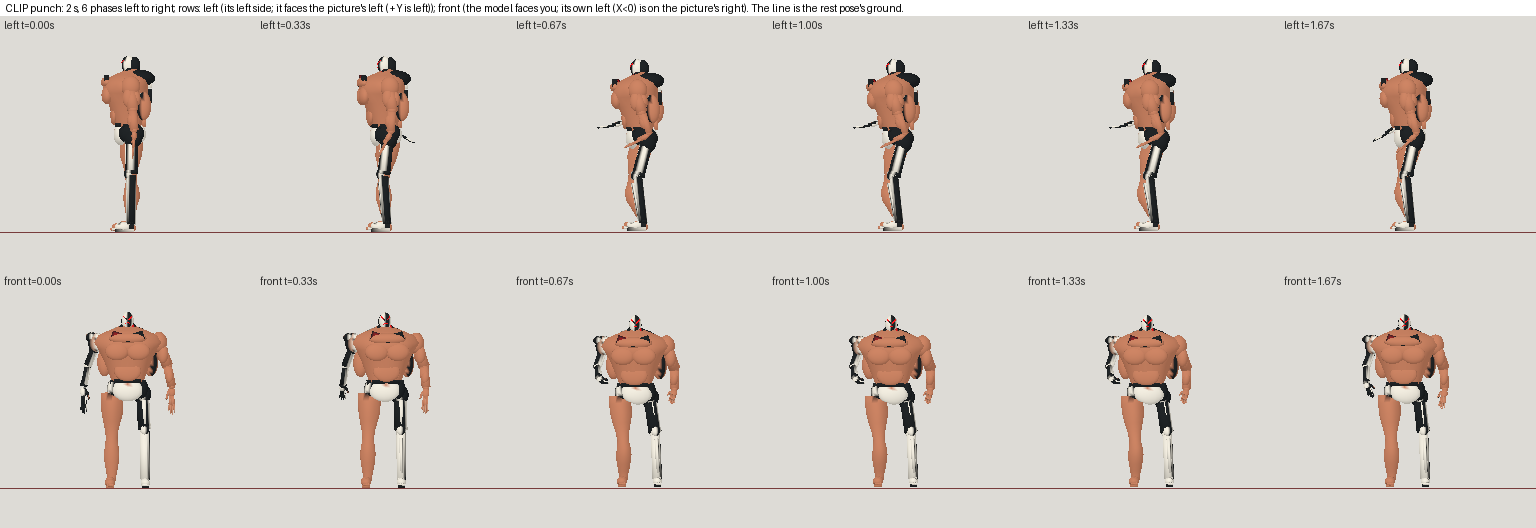 CLIP punch: 2 s, 6 phases left to right; rows: left (its left side; it faces the picture's left (+Y is left)); front (the model faces you; its own left (X<0) is on the picture's right). The line is the rest pose's ground.
left t=0.00s left t=0.33s left t=0.67s left t=1.00s left t=1.33s left t=1.67s
front t=0.00s front t=0.33s front t=0.67s front t=1.00s front t=1.33s front t=1.67s